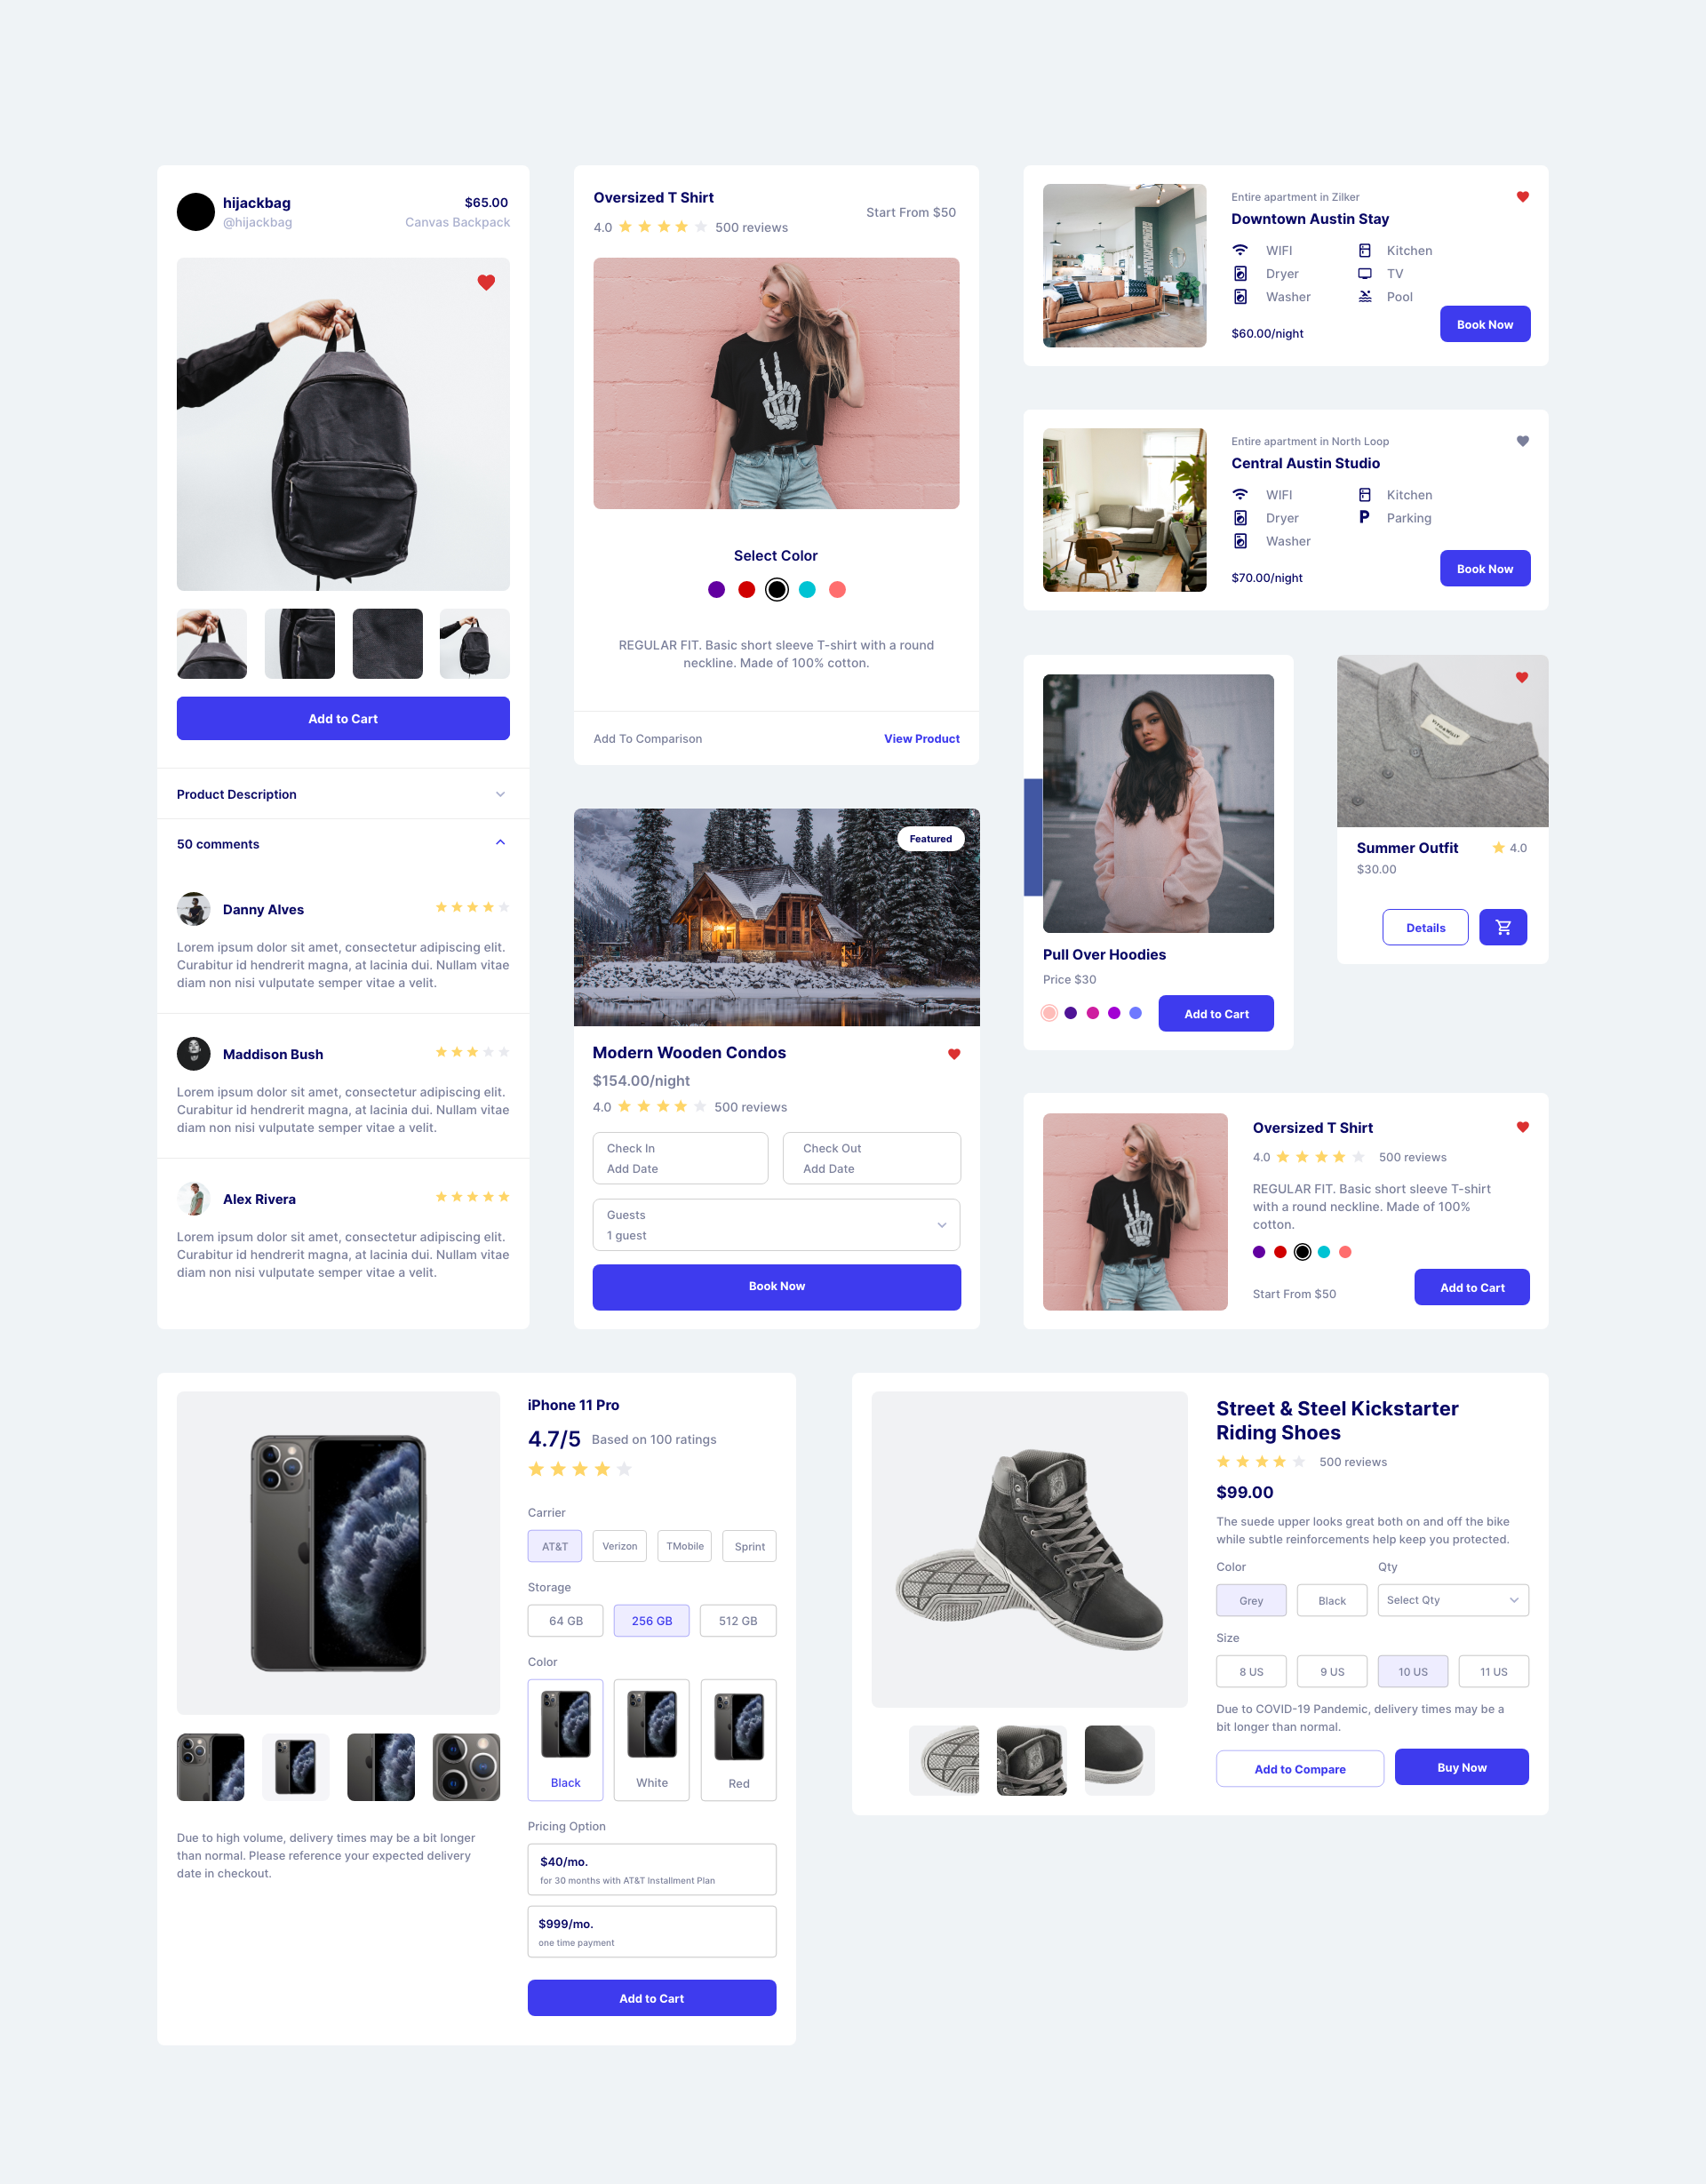 hijackbag
@hijackbag
$65.00
Canvas Backpack
Add to Cart
Product Description
50 comments
Danny Alves
Lorem ipsum dolor sit amet, consectetur adipiscing elit.
Curabitur id hendrerit magna, at lacinia dui. Nullam vitae
diam non nisi vulputate semper vitae a velit.
Maddison Bush
Lorem ipsum dolor sit amet, consectetur adipiscing elit.
Curabitur id hendrerit magna, at lacinia dui. Nullam vitae
diam non nisi vulputate semper vitae a velit.
Alex Rivera
Lorem ipsum dolor sit amet, consectetur adipiscing elit.
Curabitur id hendrerit magna, at lacinia dui. Nullam vitae
diam non nisi vulputate semper vitae a velit.
Oversized T Shirt
4.0 500 reviews
Start From $50
Select Color
REGULAR FIT. Basic short sleeve T-shirt with a round
neckline. Made of 100% cotton.
Add To Comparison
View Product
Featured
Modern Wooden Condos
$154.00/night
4.0 500 reviews
Check In
Add Date
Check Out
Add Date
Guests
1 guest
Book Now
Entire apartment in Zilker
Downtown Austin Stay
WIFI Kitchen
Dryer TV
Washer Pool
$60.00/night
Book Now
Entire apartment in North Loop
Central Austin Studio
WIFI Kitchen
Dryer P Parking
Washer
$70.00/night
Book Now
Pull Over Hoodies
Price $30
Add to Cart
Summer Outfit
4.0
$30.00
Details
Oversized T Shirt
4.0 500 reviews
REGULAR FIT. Basic short sleeve T-shirt
with a round neckline. Made of 100%
cotton.
Start From $50
Add to Cart
Due to high volume, delivery times may be a bit longer
than normal. Please reference your expected delivery
date in checkout.
iPhone 11 Pro
4.7/5 Based on 100 ratings
Carrier
AT&T Verizon TMobile Sprint
Storage
64 GB 256 GB 512 GB
Color
Black White Red
Pricing Option
$40/mo.
for 30 months with AT&T Installment Plan
$999/mo.
one time payment
Add to Cart
Street & Steel Kickstarter
Riding Shoes
500 reviews
$99.00
The suede upper looks great both on and off the bike
while subtle reinforcements help keep you protected.
Color Qty
Grey Black Select Qty
Size
8 US 9 US 10 US 11 US
Due to COVID-19 Pandemic, delivery times may be a
bit longer than normal.
Add to Compare
Buy Now